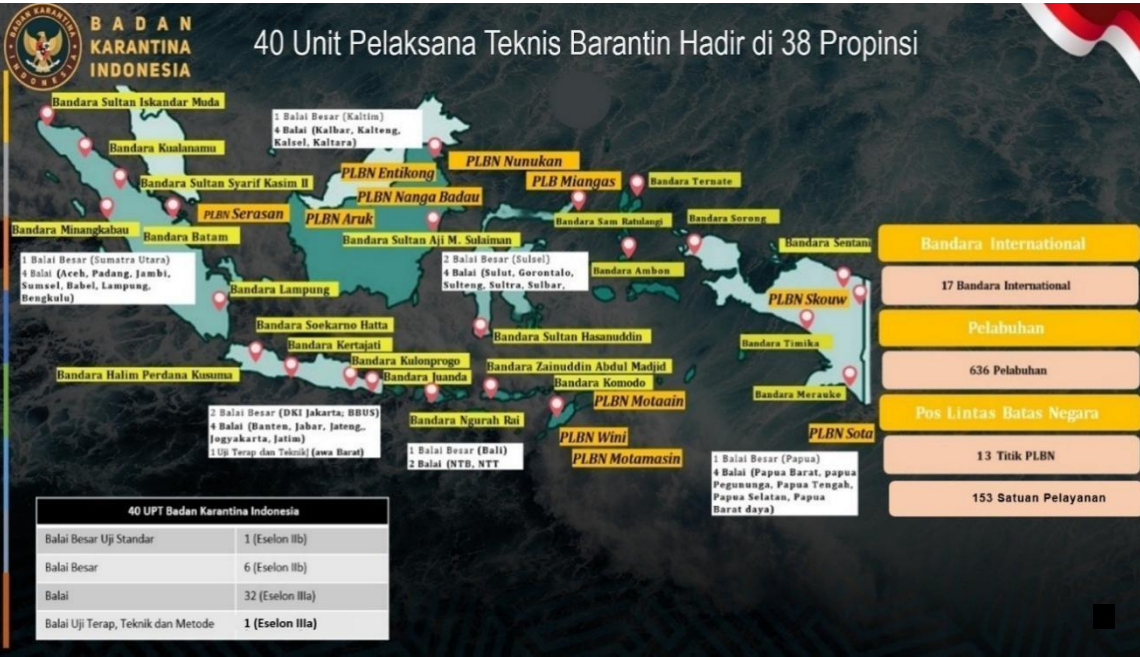 BADAN KARANTINA INDONESIA
BADAN
KARANTINA
INDONESIA
40 Unit Pelaksana Teknis Barantin Hadir di 38 Propinsi
Bandara Sultan Iskandar Muda
Bandara Kualanamu
Bandara Sultan Syarif Kasim II
PLBN Serasan
Bandara Minangkabau
Bandara Batam
1 Balai Besar (Sumatra Utara)
4 Balai (Aceh, Padang, Jambi,
Sumsel, Babel, Lampung,
Bengkulu)
Bandara Lampung
1 Balai Besar (Kaltim)
4 Balai (Kalbar, Kalteng,
Kalsel, Kaltara)
PLBN Entikong
PLBN Nunukan
PLBN Nanga Badau
PLBN Aruk
Bandara Sultan Aji M. Sulaiman
PLB Miangas
Bandara Ternate
Bandara Sam Ratulangi
Bandara Sorong
2 Balai Besar (Sulsel)
4 Balai (Sulut, Gorontalo,
Sulteng, Sultra, Sulbar,
Bandara Ambon
Bandara Sentani
PLBN Skouw
Bandara Timika
Bandara Merauke
PLBN Sota
Bandara Sultan Hasanuddin
Bandara Soekarno Hatta
Bandara Kertajati
Bandara Kulonprogo
Bandara Halim Perdana Kusuma
Bandara Juanda
Bandara Zainuddin Abdul Madjid
Bandara Komodo
PLBN Motaain
Bandara Ngurah Rai
PLBN Wini
PLBN Motamasin
2 Balai Besar (DKI Jakarta; BBUS)
4 Balai (Banten, Jabar, Jateng,.
Jogyakarta, Jatim)
1 Uji Terap dan Teknik| (awa Barat)
1 Balai Besar (Bali)
2 Balai (NTB, NTT
1 Balai Besar (Papua)
4 Balai (Papua Barat, papua
Pegununga, Papua Tengah,
Papua Selatan, Papua
Barat daya)
Bandara International
17 Bandara International
Pelabuhan
636 Pelabuhan
Pos Lintas Batas Negara
13 Titik PLBN
153 Satuan Pelayanan
40 UPT Badan Karantina Indonesia
Balai Besar Uji Standar 1 (Eselon IIb)
Balai Besar 6 (Eselon IIb)
Balai 32 (Eselon IIIa)
Balai Uji Terap, Teknik dan Metode 1 (Eselon IIIa)